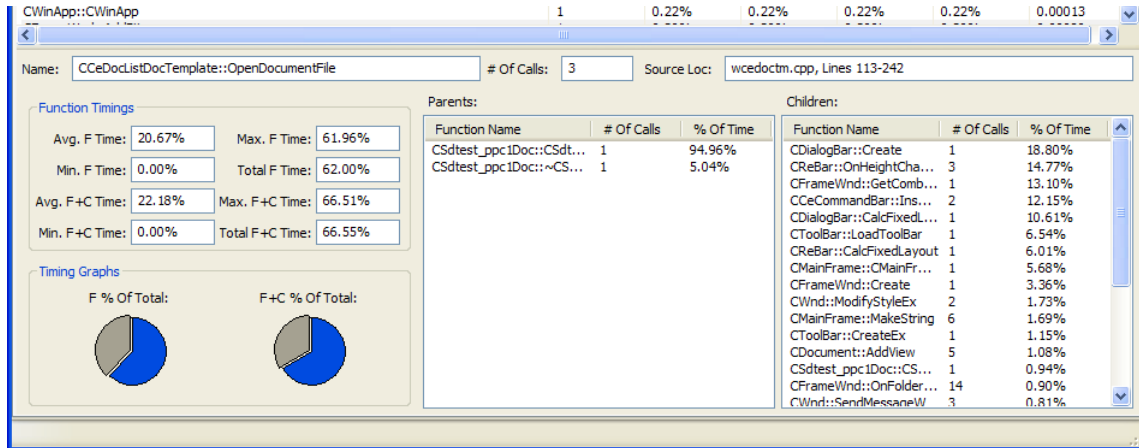 CWinApp::CWinApp 1 0.22% 0.22% 0.22% 0.22% 0.00013
Name: CCeDocListDocTemplate::OpenDocumentFile # Of Calls: 3 Source Loc: wcedoctm.cpp, Lines 113-242
Function Timings
Avg. F Time: 20.67% Max. F Time: 61.96%
Min. F Time: 0.00% Total F Time: 62.00%
Avg. F+C Time: 22.18% Max. F+C Time: 66.51%
Min. F+C Time: 0.00% Total F+C Time: 66.55%
Timing Graphs
F % Of Total: F+C % Of Total:
Parents:
Function Name # Of Calls % Of Time
CSdtest_ppc1Doc::CSdt... 1 94.96%
CSdtest_ppc1Doc::~CS... 1 5.04%
Children:
Function Name # Of Calls % Of Time
CDialogBar::Create 1 18.80%
CReBar::OnHeightCha... 3 14.77%
CFrameWnd::GetComb... 1 13.10%
CCeCommandBar::Ins... 2 12.15%
CDialogBar::CalcFixedL... 1 10.61%
CToolBar::LoadToolBar 1 6.54%
CReBar::CalcFixedLayout 1 6.01%
CMainFrame::CMainFr... 1 5.68%
CFrameWnd::Create 1 3.36%
CWnd::ModifyStyleEx 2 1.73%
CMainFrame::MakeString 6 1.69%
CToolBar::CreateEx 1 1.15%
CDocument::AddView 5 1.08%
CSdtest_ppc1Doc::CS... 1 0.94%
CFrameWnd::OnFolder... 14 0.90%
CWnd::SendMessageW 3 0.81%